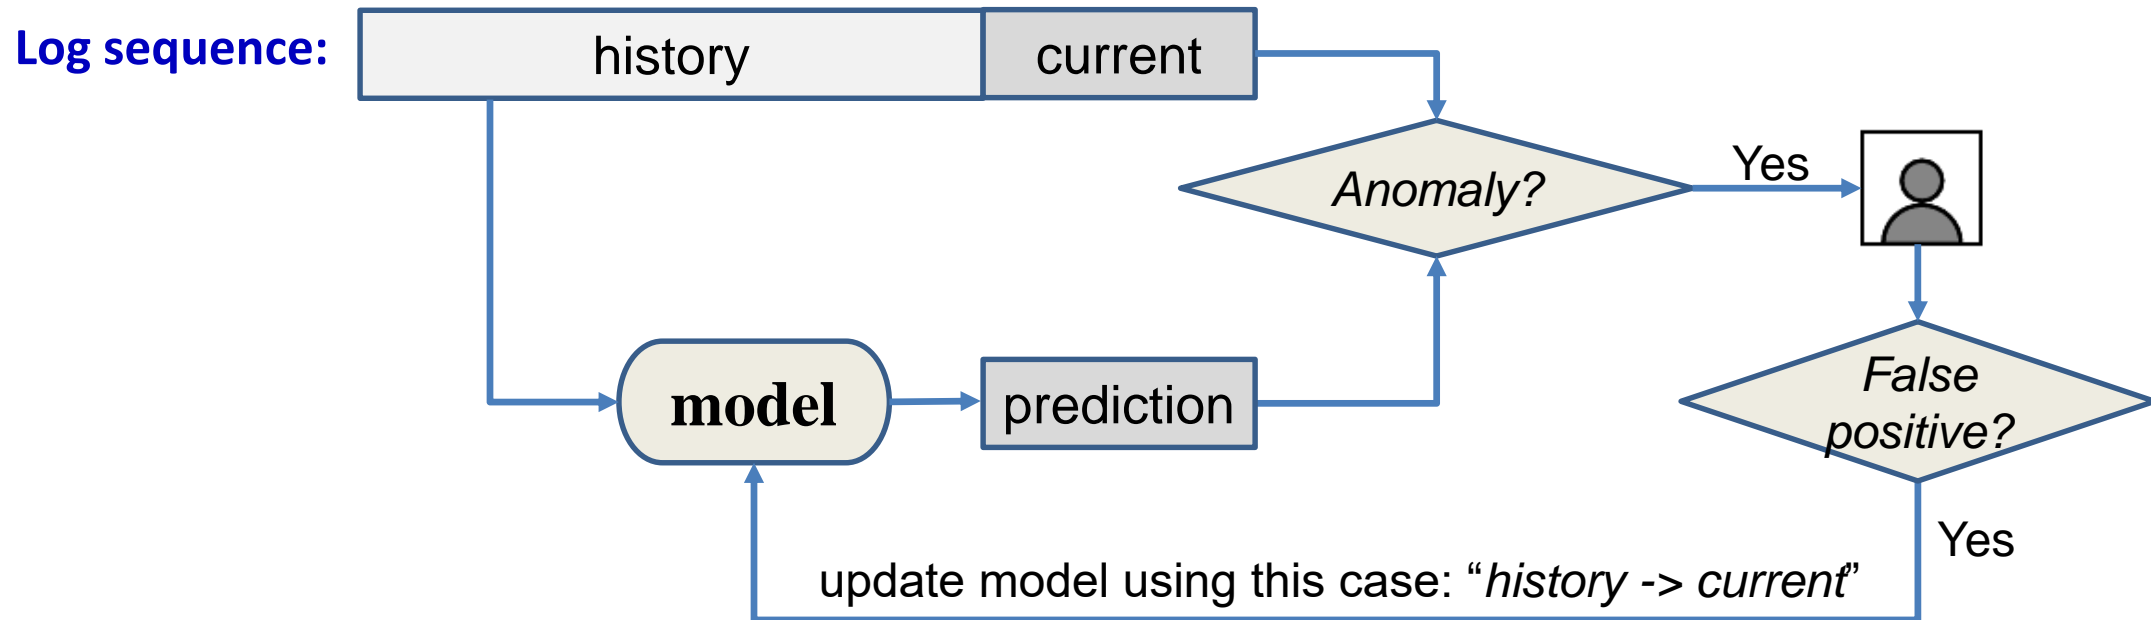 Log sequence:
history
current
Anomaly?
Yes
model
prediction
False
positive?
Yes
update model using this case: “history -> current”